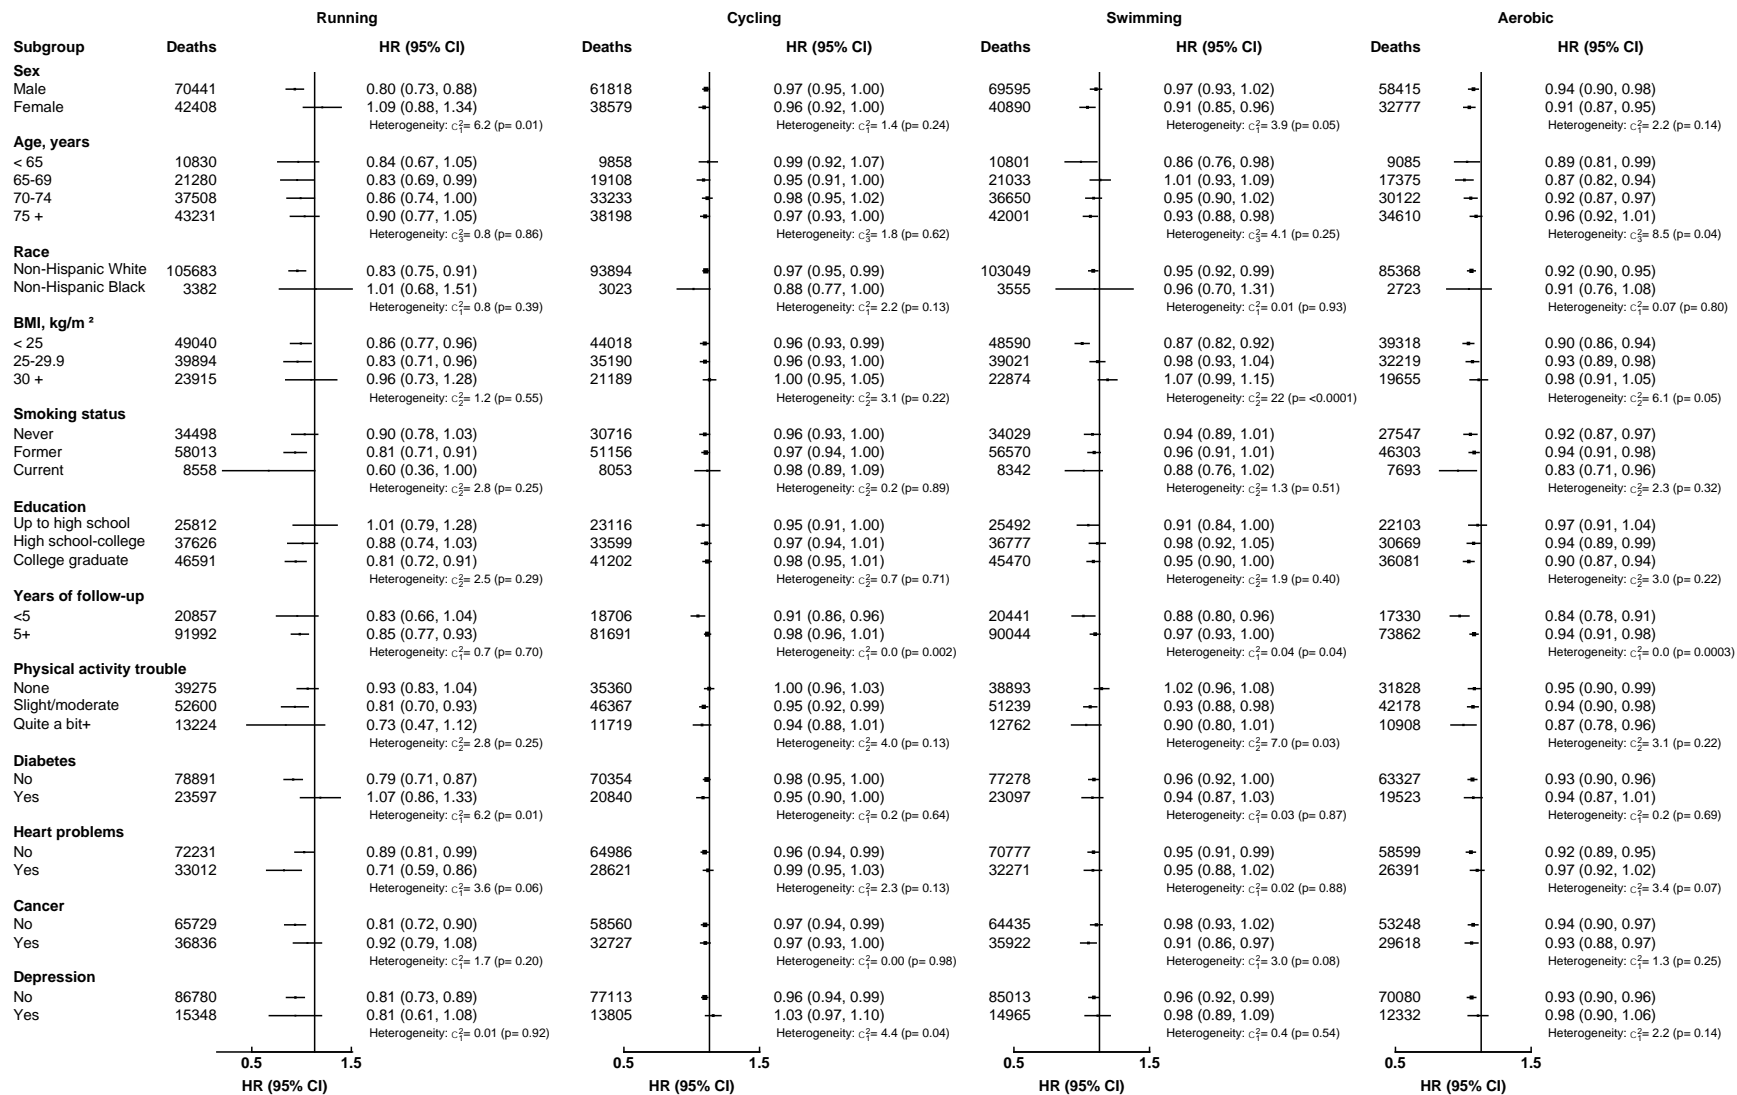 Running Cycling Swimming Aerobic
Subgroup Deaths HR (95% CI) Deaths HR (95% CI) Deaths HR (95% CI) Deaths HR (95% CI)
Sex
Male 70441 0.80 (0.73, 0.88) 61818 0.97 (0.95, 1.00) 69595 0.97 (0.93, 1.02) 58415 0.94 (0.90, 0.98)
Female 42408 1.09 (0.88, 1.34) 38579 0.96 (0.92, 1.00) 40890 0.91 (0.85, 0.96) 32777 0.91 (0.87, 0.95)
Heterogeneity: c²₁= 6.2 (p= 0.01) Heterogeneity: c²₁= 1.4 (p= 0.24) Heterogeneity: c²₁= 3.9 (p= 0.05) Heterogeneity: c²₁= 2.2 (p= 0.14)
Age, years
< 65 10830 0.84 (0.67, 1.05) 9858 0.99 (0.92, 1.07) 10801 0.86 (0.76, 0.98) 9085 0.89 (0.81, 0.99)
65-69 21280 0.83 (0.69, 0.99) 19108 0.95 (0.91, 1.00) 21033 1.01 (0.93, 1.09) 17375 0.87 (0.82, 0.94)
70-74 37508 0.86 (0.74, 1.00) 33233 0.98 (0.95, 1.02) 36650 0.95 (0.90, 1.02) 30122 0.92 (0.87, 0.97)
75 + 43231 0.90 (0.77, 1.05) 38198 0.97 (0.93, 1.00) 42001 0.93 (0.88, 0.98) 34610 0.96 (0.92, 1.01)
Heterogeneity: c²₃= 0.8 (p= 0.86) Heterogeneity: c²₃= 1.8 (p= 0.62) Heterogeneity: c²₃= 4.1 (p= 0.25) Heterogeneity: c²₃= 8.5 (p= 0.04)
Race
Non-Hispanic White 105683 0.83 (0.75, 0.91) 93894 0.97 (0.95, 0.99) 103049 0.95 (0.92, 0.99) 85368 0.92 (0.90, 0.95)
Non-Hispanic Black 3382 1.01 (0.68, 1.51) 3023 0.88 (0.77, 1.00) 3555 0.96 (0.70, 1.31) 2723 0.91 (0.76, 1.08)
Heterogeneity: c²₁= 0.8 (p= 0.39) Heterogeneity: c²₁= 2.2 (p= 0.13) Heterogeneity: c²₁= 0.01 (p= 0.93) Heterogeneity: c²₁= 0.07 (p= 0.80)
BMI, kg/m ²
< 25 49040 0.86 (0.77, 0.96) 44018 0.96 (0.93, 0.99) 48590 0.87 (0.82, 0.92) 39318 0.90 (0.86, 0.94)
25-29.9 39894 0.83 (0.71, 0.96) 35190 0.96 (0.93, 1.00) 39021 0.98 (0.93, 1.04) 32219 0.93 (0.89, 0.98)
30 + 23915 0.96 (0.73, 1.28) 21189 1.00 (0.95, 1.05) 22874 1.07 (0.99, 1.15) 19655 0.98 (0.91, 1.05)
Heterogeneity: c²₂= 1.2 (p= 0.55) Heterogeneity: c²₂= 3.1 (p= 0.22) Heterogeneity: c²₂= 22 (p= <0.0001) Heterogeneity: c²₂= 6.1 (p= 0.05)
Smoking status
Never 34498 0.90 (0.78, 1.03) 30716 0.96 (0.93, 1.00) 34029 0.94 (0.89, 1.01) 27547 0.92 (0.87, 0.97)
Former 58013 0.81 (0.71, 0.91) 51156 0.97 (0.94, 1.00) 56570 0.96 (0.91, 1.01) 46303 0.94 (0.91, 0.98)
Current 8558 0.60 (0.36, 1.00) 8053 0.98 (0.89, 1.09) 8342 0.88 (0.76, 1.02) 7693 0.83 (0.71, 0.96)
Heterogeneity: c²₂= 2.8 (p= 0.25) Heterogeneity: c²₂= 0.2 (p= 0.89) Heterogeneity: c²₂= 1.3 (p= 0.51) Heterogeneity: c²₂= 2.3 (p= 0.32)
Education
Up to high school 25812 1.01 (0.79, 1.28) 23116 0.95 (0.91, 1.00) 25492 0.91 (0.84, 1.00) 22103 0.97 (0.91, 1.04)
High school-college 37626 0.88 (0.74, 1.03) 33599 0.97 (0.94, 1.01) 36777 0.98 (0.92, 1.05) 30669 0.94 (0.89, 0.99)
College graduate 46591 0.81 (0.72, 0.91) 41202 0.98 (0.95, 1.01) 45470 0.95 (0.90, 1.00) 36081 0.90 (0.87, 0.94)
Heterogeneity: c²₂= 2.5 (p= 0.29) Heterogeneity: c²₂= 0.7 (p= 0.71) Heterogeneity: c²₂= 1.9 (p= 0.40) Heterogeneity: c²₂= 3.0 (p= 0.22)
Years of follow-up
<5 20857 0.83 (0.66, 1.04) 18706 0.91 (0.86, 0.96) 20441 0.88 (0.80, 0.96) 17330 0.84 (0.78, 0.91)
5+ 91992 0.85 (0.77, 0.93) 81691 0.98 (0.96, 1.01) 90044 0.97 (0.93, 1.00) 73862 0.94 (0.91, 0.98)
Heterogeneity: c²₁= 0.7 (p= 0.70) Heterogeneity: c²₁= 0.0 (p= 0.002) Heterogeneity: c²₁= 0.04 (p= 0.04) Heterogeneity: c²₁= 0.0 (p= 0.0003)
Physical activity trouble
None 39275 0.93 (0.83, 1.04) 35360 1.00 (0.96, 1.03) 38893 1.02 (0.96, 1.08) 31828 0.95 (0.90, 0.99)
Slight/moderate 52600 0.81 (0.70, 0.93) 46367 0.95 (0.92, 0.99) 51239 0.93 (0.88, 0.98) 42178 0.94 (0.90, 0.98)
Quite a bit+ 13224 0.73 (0.47, 1.12) 11719 0.94 (0.88, 1.01) 12762 0.90 (0.80, 1.01) 10908 0.87 (0.78, 0.96)
Heterogeneity: c²₂= 2.8 (p= 0.25) Heterogeneity: c²₂= 4.0 (p= 0.13) Heterogeneity: c²₂= 7.0 (p= 0.03) Heterogeneity: c²₂= 3.1 (p= 0.22)
Diabetes
No 78891 0.79 (0.71, 0.87) 70354 0.98 (0.95, 1.00) 77278 0.96 (0.92, 1.00) 63327 0.93 (0.90, 0.96)
Yes 23597 1.07 (0.86, 1.33) 20840 0.95 (0.90, 1.00) 23097 0.94 (0.87, 1.03) 19523 0.94 (0.87, 1.01)
Heterogeneity: c²₁= 6.2 (p= 0.01) Heterogeneity: c²₁= 0.2 (p= 0.64) Heterogeneity: c²₁= 0.03 (p= 0.87) Heterogeneity: c²₁= 0.2 (p= 0.69)
Heart problems
No 72231 0.89 (0.81, 0.99) 64986 0.96 (0.94, 0.99) 70777 0.95 (0.91, 0.99) 58599 0.92 (0.89, 0.95)
Yes 33012 0.71 (0.59, 0.86) 28621 0.99 (0.95, 1.03) 32271 0.95 (0.88, 1.02) 26391 0.97 (0.92, 1.02)
Heterogeneity: c²₁= 3.6 (p= 0.06) Heterogeneity: c²₁= 2.3 (p= 0.13) Heterogeneity: c²₁= 0.02 (p= 0.88) Heterogeneity: c²₁= 3.4 (p= 0.07)
Cancer
No 65729 0.81 (0.72, 0.90) 58560 0.97 (0.94, 0.99) 64435 0.98 (0.93, 1.02) 53248 0.94 (0.90, 0.97)
Yes 36836 0.92 (0.79, 1.08) 32727 0.97 (0.93, 1.00) 35922 0.91 (0.86, 0.97) 29618 0.93 (0.88, 0.97)
Heterogeneity: c²₁= 1.7 (p= 0.20) Heterogeneity: c²₁= 0.00 (p= 0.98) Heterogeneity: c²₁= 3.0 (p= 0.08) Heterogeneity: c²₁= 1.3 (p= 0.25)
Depression
No 86780 0.81 (0.73, 0.89) 77113 0.96 (0.94, 0.99) 85013 0.96 (0.92, 0.99) 70080 0.93 (0.90, 0.96)
Yes 15348 0.81 (0.61, 1.08) 13805 1.03 (0.97, 1.10) 14965 0.98 (0.89, 1.09) 12332 0.98 (0.90, 1.06)
Heterogeneity: c²₁= 0.01 (p= 0.92) Heterogeneity: c²₁= 4.4 (p= 0.04) Heterogeneity: c²₁= 0.4 (p= 0.54) Heterogeneity: c²₁= 2.2 (p= 0.14)
0.5 1.5 0.5 1.5 0.5 1.5 0.5 1.5
HR (95% CI) HR (95% CI) HR (95% CI) HR (95% CI)